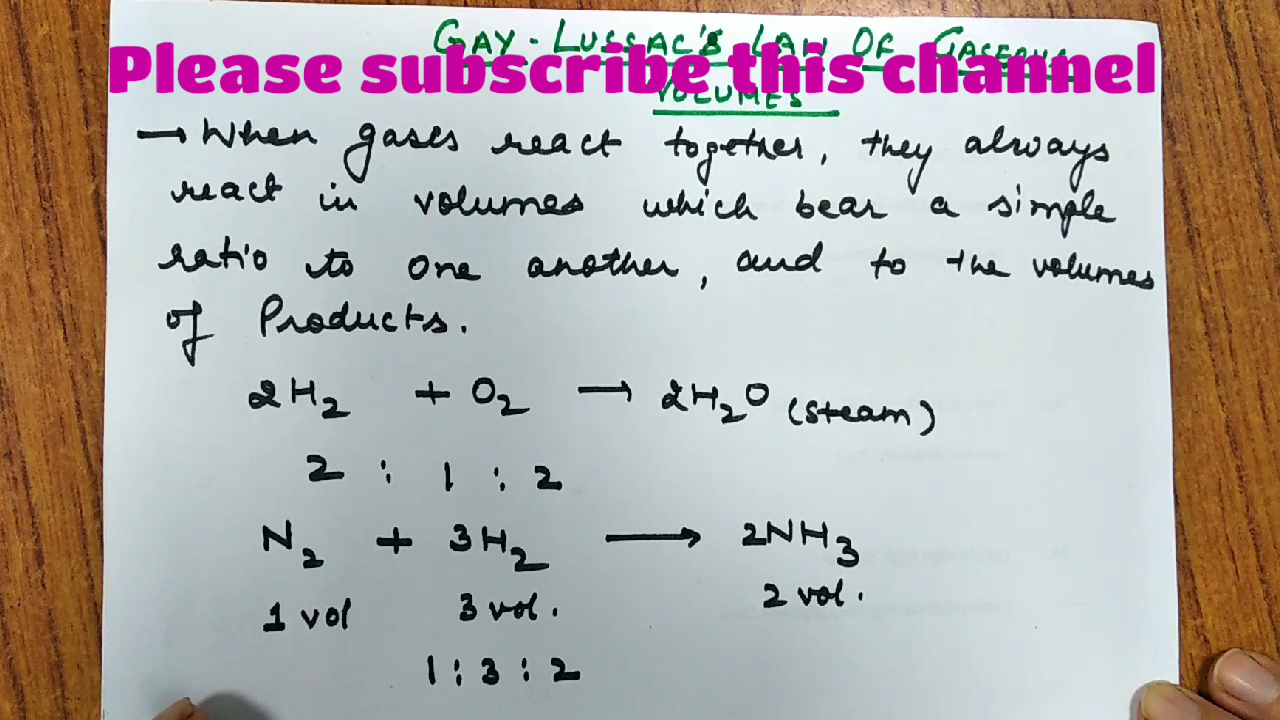 GAY-LUSSAC'S LAW OF GASEOUS
Please subscribe this channel
VOLUMES
→ When gases react together, they always
react in volumes which bear a simple
ratio to one another, and to the volumes
of Products.
2H₂ + O₂ → 2H₂O (steam)
2 : 1 : 2
N₂ + 3H₂ → 2NH₃
1 vol 3 vol. 2 vol.
1 : 3 : 2